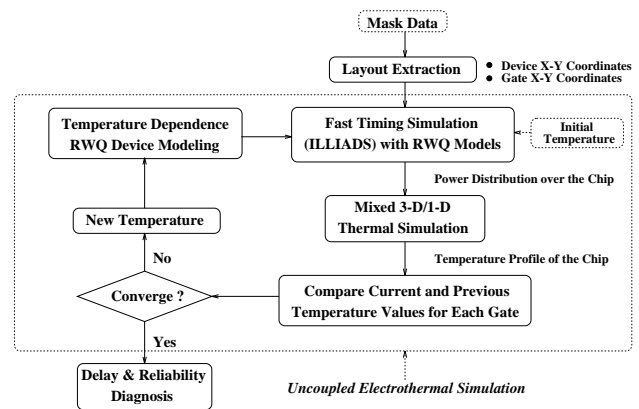 Mask Data
Layout Extraction
● Device X-Y Coordinates
● Gate X-Y Coordinates
Temperature Dependence
RWQ Device Modeling
Fast Timing Simulation
(ILLIADS) with RWQ Models
Initial
Temperature
Power Distribution over the Chip
New Temperature
Mixed 3-D/1-D
Thermal Simulation
No
Temperature Profile of the Chip
Converge ?
Compare Current and Previous
Temperature Values for Each Gate
Yes
Delay & Reliability
Diagnosis
Uncoupled Electrothermal Simulation